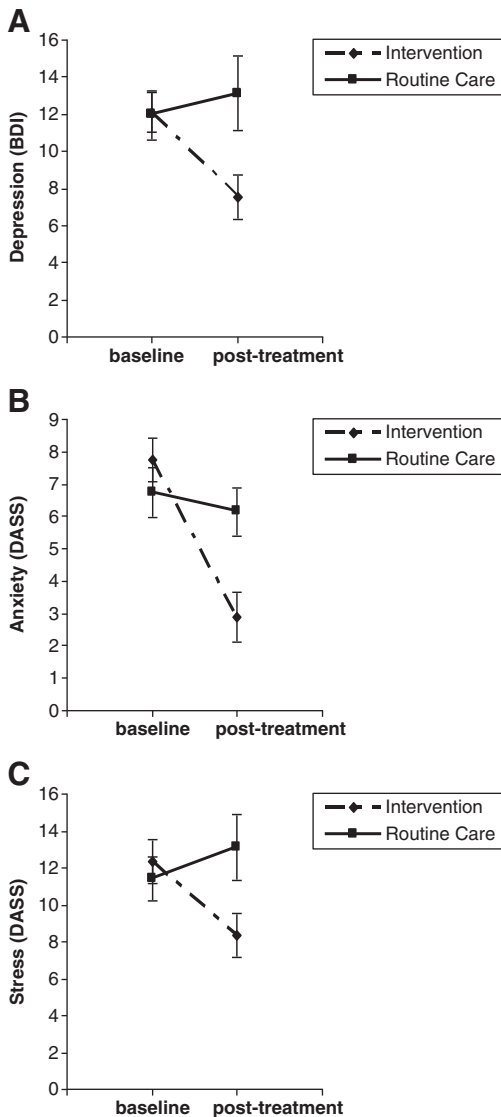 A
Depression (BDI)
16
14
12
10
8
6
4
2
0
baseline post-treatment
Intervention
Routine Care
B
Anxiety (DASS)
9
8
7
6
5
4
3
2
1
0
baseline post-treatment
Intervention
Routine Care
C
Stress (DASS)
16
14
12
10
8
6
4
2
0
baseline post-treatment
Intervention
Routine Care